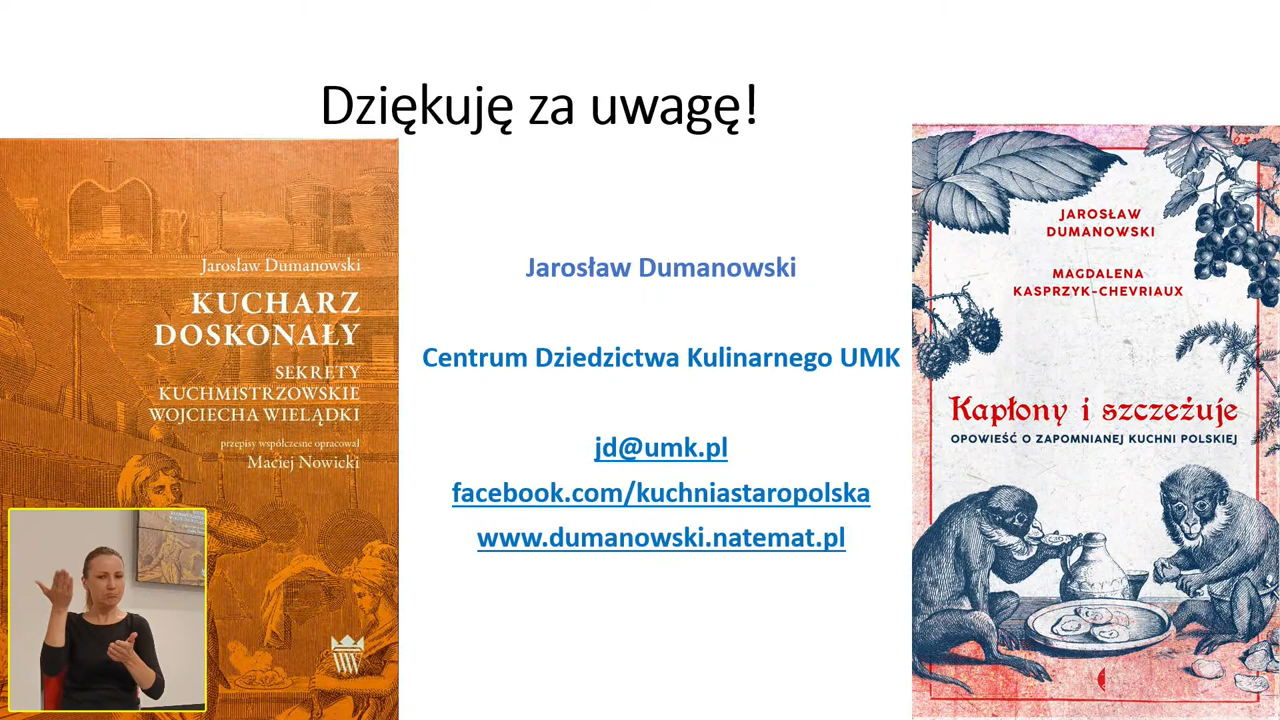 Dziękuję za uwagę!
Jarosław Dumanowski
KUCHARZ
DOSKONAŁY
SEKRETY
KUCHMISTRZOWSKIE
WOJCIECHA WIELĄDKI
przepisy współczesne opracował
Maciej Nowicki
Jarosław Dumanowski
Centrum Dziedzictwa Kulinarnego UMK
jd@umk.pl
facebook.com/kuchniastaropolska
www.dumanowski.natemat.pl
JAROSŁAW
DUMANOWSKI
MAGDALENA
KASPRZYK-CHEVRIAUX
Kapłony i szczeżuje
OPOWIEŚĆ O ZAPOMNIANEJ KUCHNI POLSKIEJ